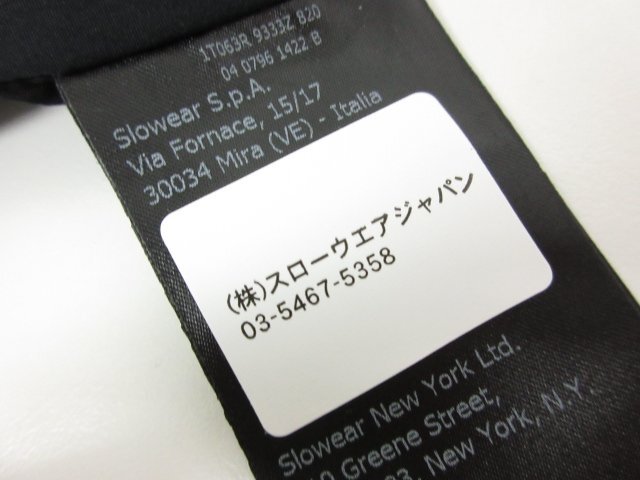 1T063R 9333Z 820
04 0796 1422 8
Slowear S.p.A.
Via Fornace, 15/17
30034 Mira (VE) - Italia
(株)スローウエアジャパン
03-5467-5358
Slowear New York Ltd.
Greene Street,
New York, N.Y.